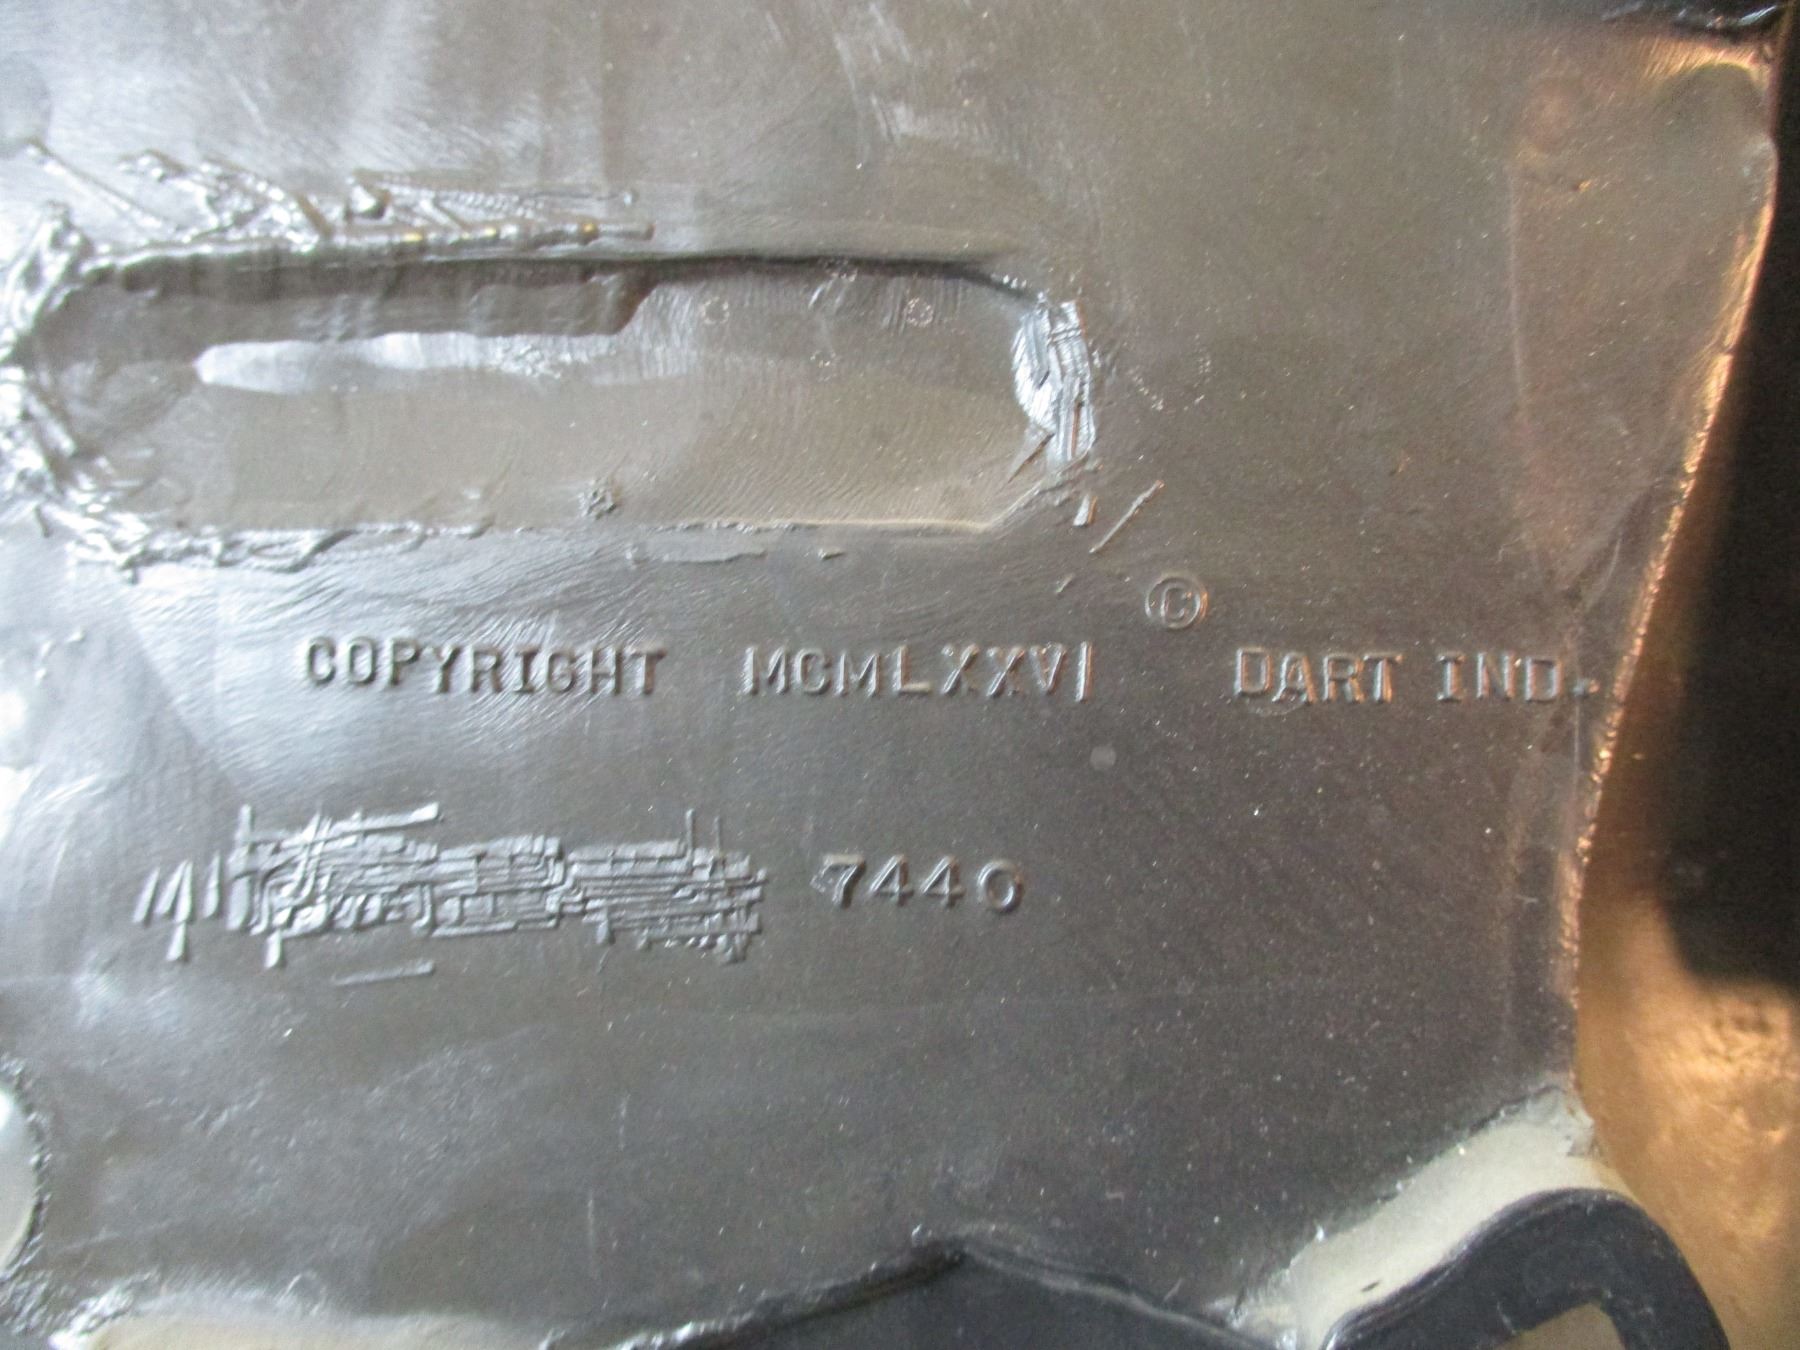 COPYRIGHT MCMLXXVI © DART IND.
7440